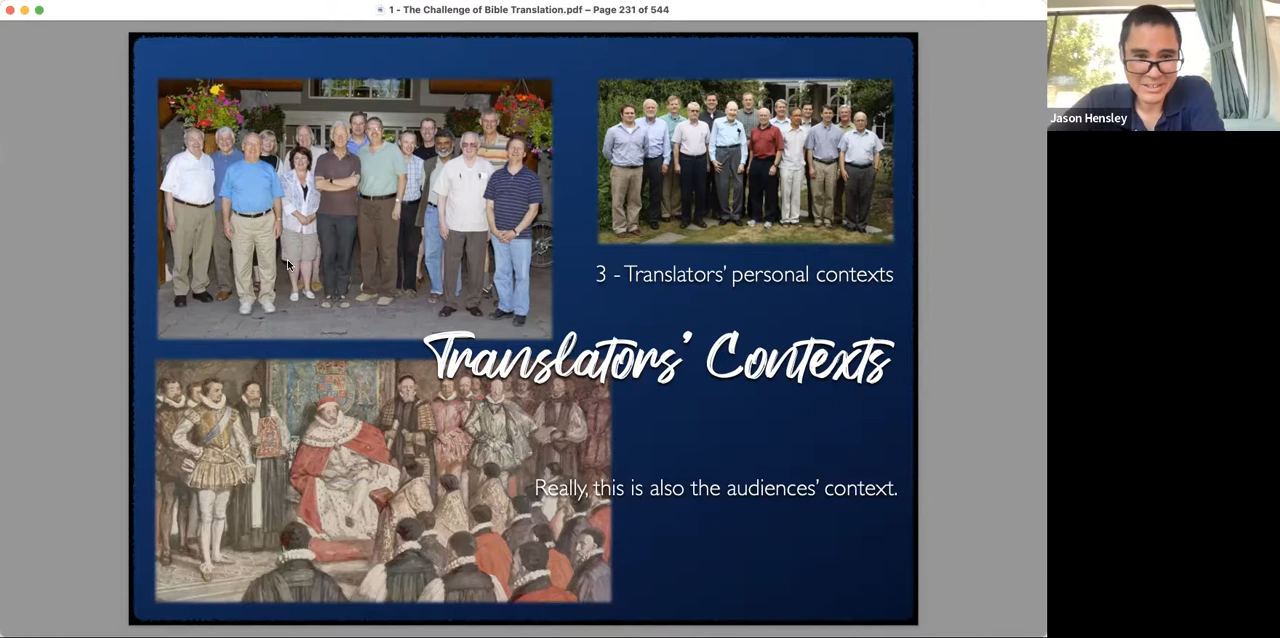 1 - The Challenge of Bible Translation.pdf – Page 231 of 544
Jason Hensley
3 - Translators’ personal contexts
Translators’ Contexts
Really, this is also the audiences’ context.